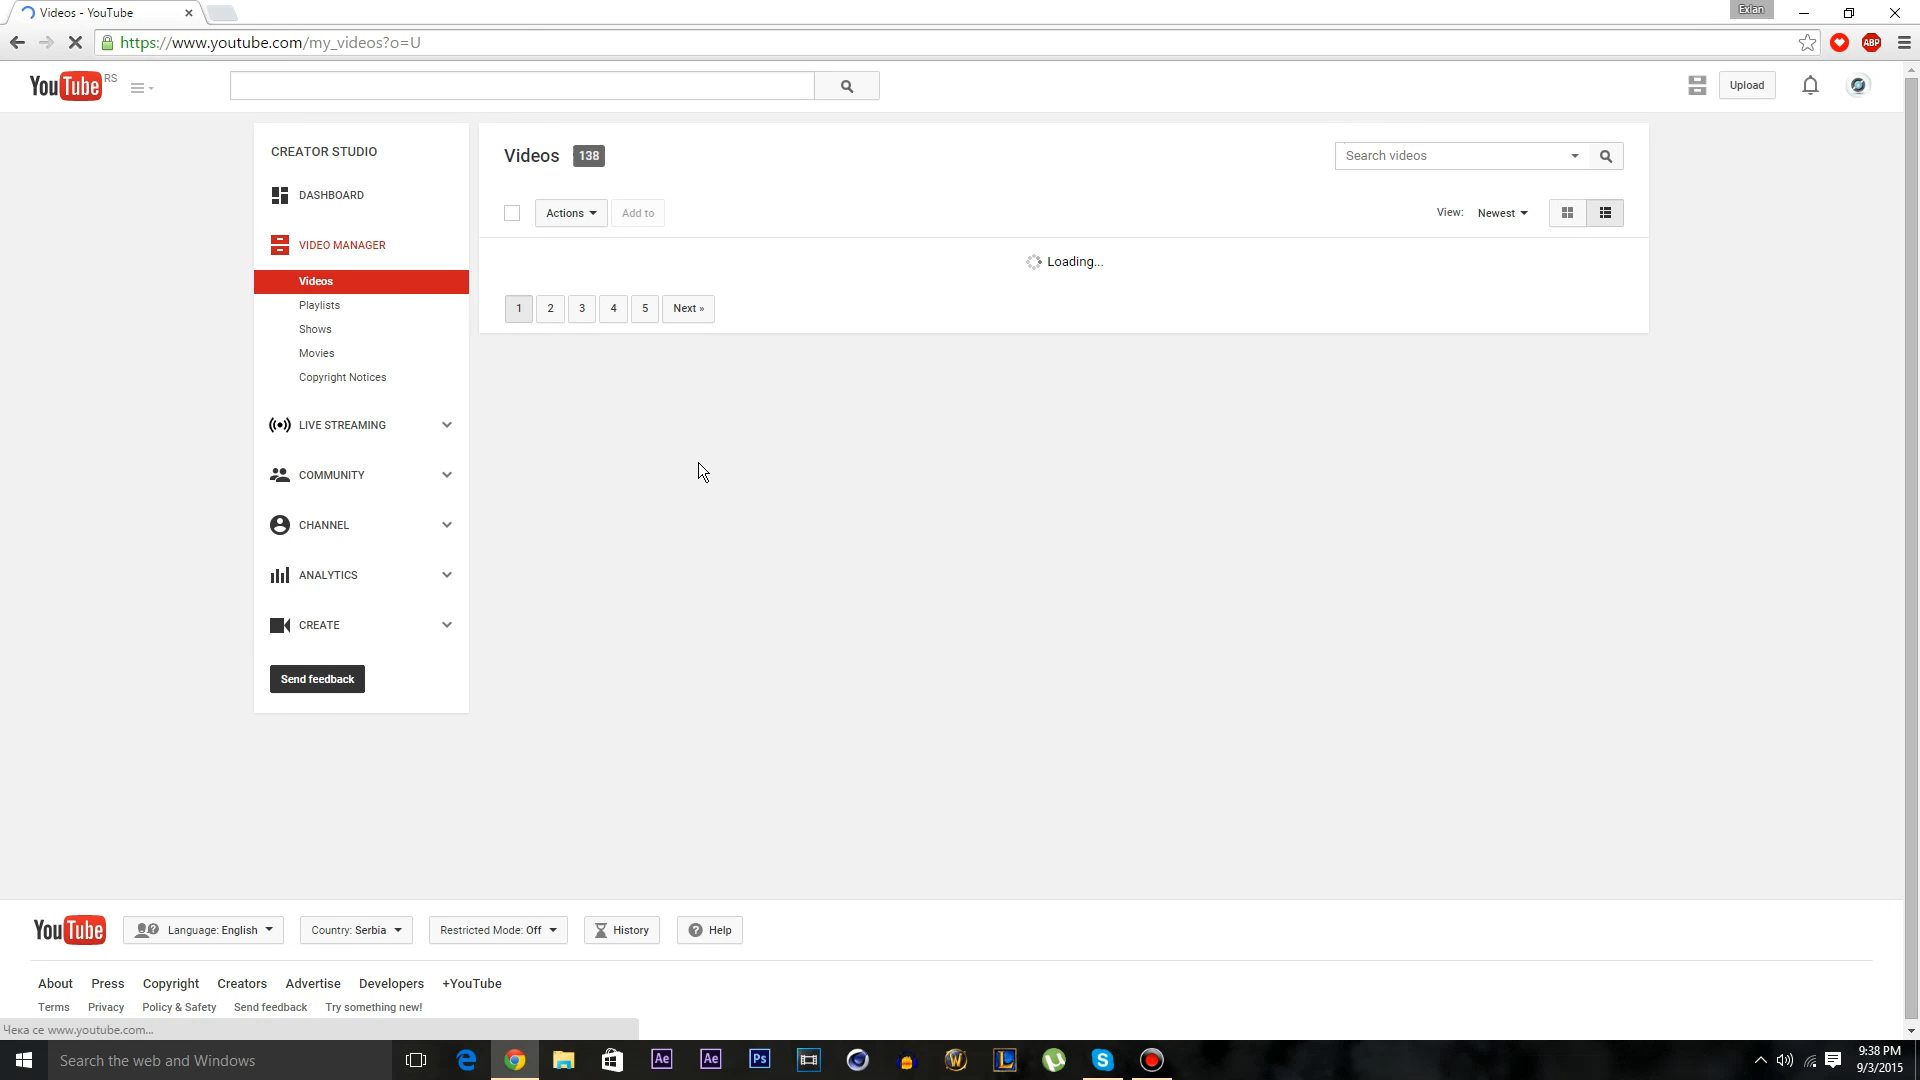 Videos - YouTube
Exlan
https://www.youtube.com/my_videos?o=U
ABP
YouTube RS
Upload
CREATOR STUDIO
DASHBOARD
VIDEO MANAGER
Videos
Playlists
Shows
Movies
Copyright Notices
LIVE STREAMING
COMMUNITY
CHANNEL
ANALYTICS
CREATE
Send feedback
Videos 138
Search videos
Actions Add to
View: Newest
Loading...
1 2 3 4 5 Next »
YouTube Language: English Country: Serbia Restricted Mode: Off History Help
About Press Copyright Creators Advertise Developers +YouTube
Terms Privacy Policy & Safety Send feedback Try something new!
Чека се www.youtube.com...
Search the web and Windows
Ae Ae Ps
W L S
9:38 PM
9/3/2015